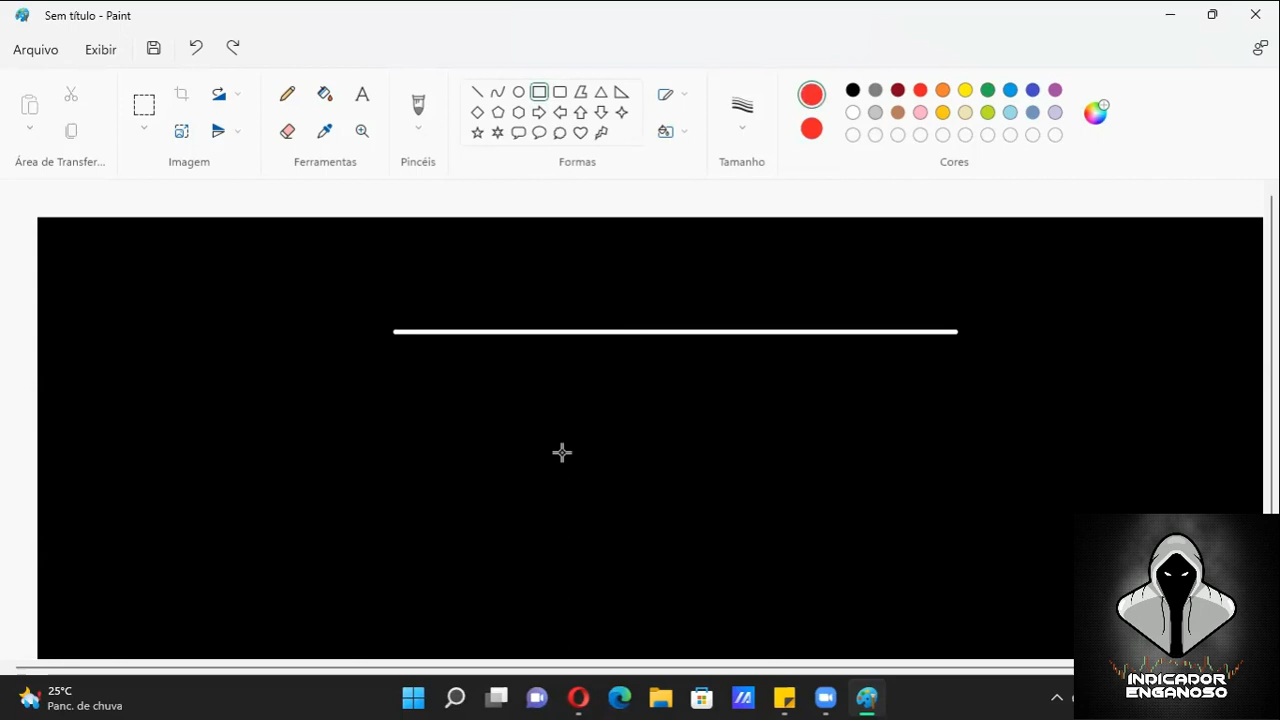 Sem título - Paint
Arquivo
Exibir
Área de Transfer...
Imagem
Ferramentas
Pincéis
Formas
Tamanho
Cores
INDICADOR
ENGANOSO
25°C
Panc. de chuva